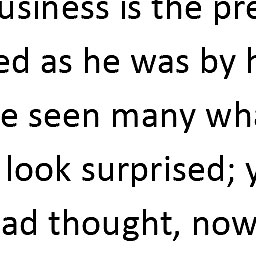 usiness is the pre
ed as he was by h
e seen many wha
look surprised; y
ad thought, now